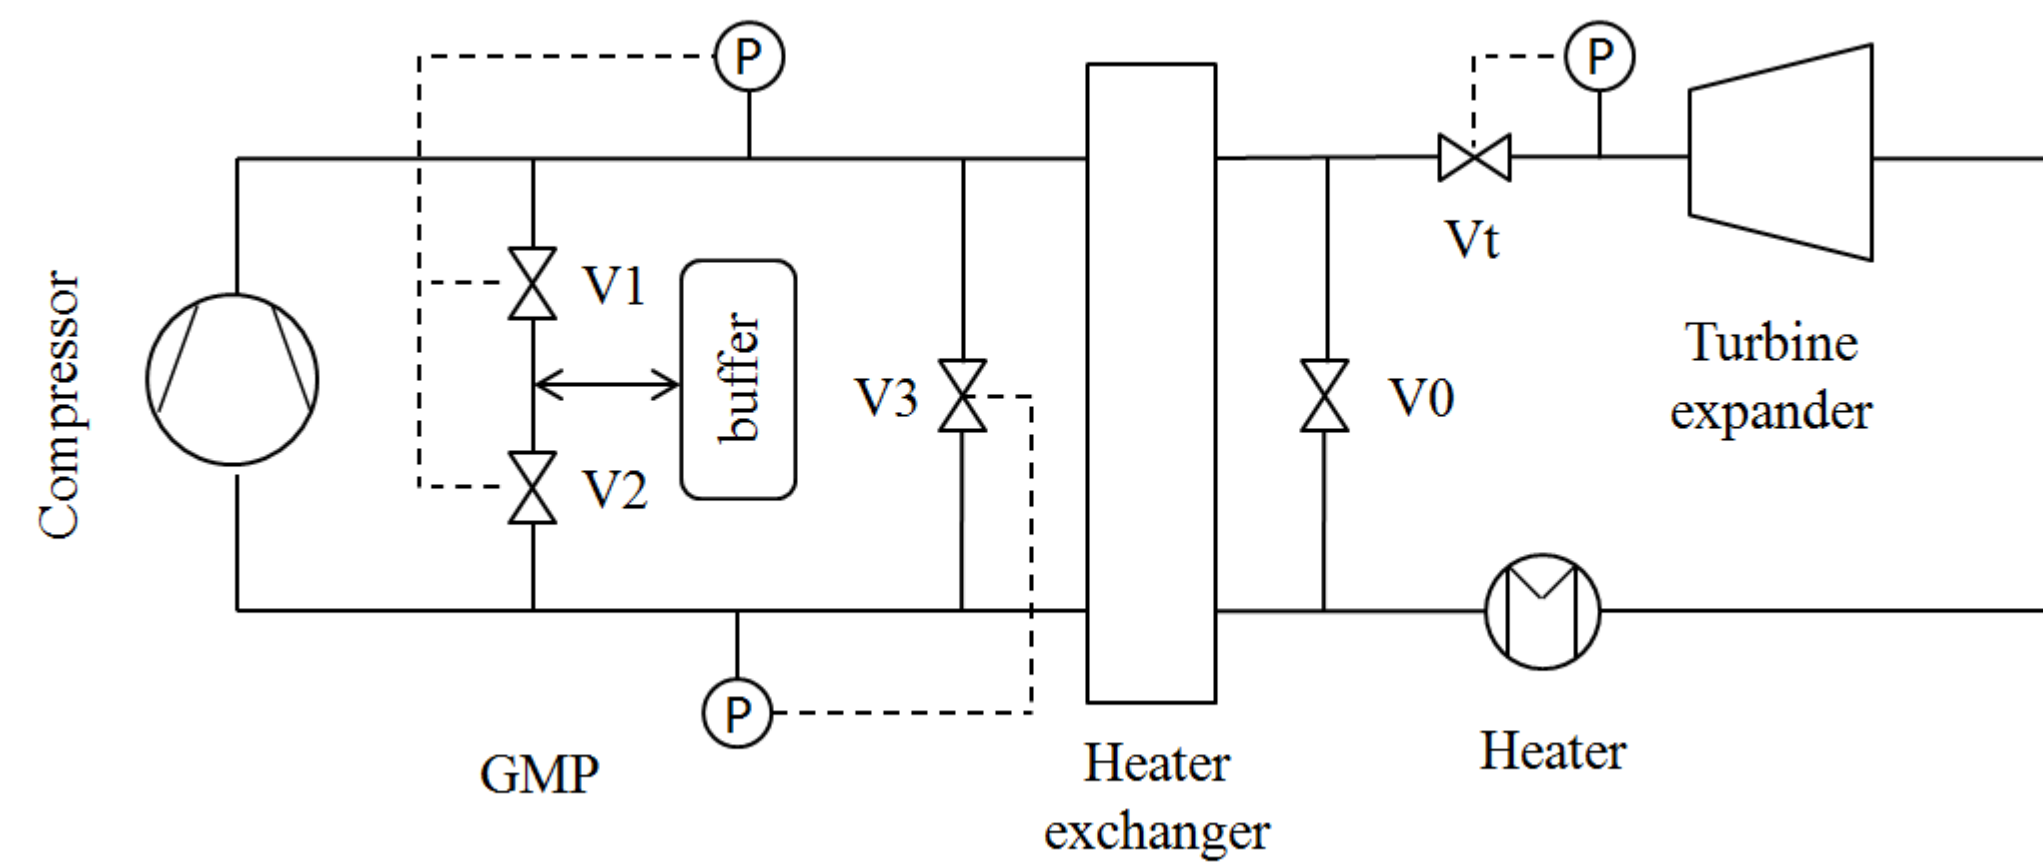 P
P
Vt
V1
Compressor
buffer
Turbine
expander
V3
V0
V2
P
GMP
Heater
exchanger
Heater